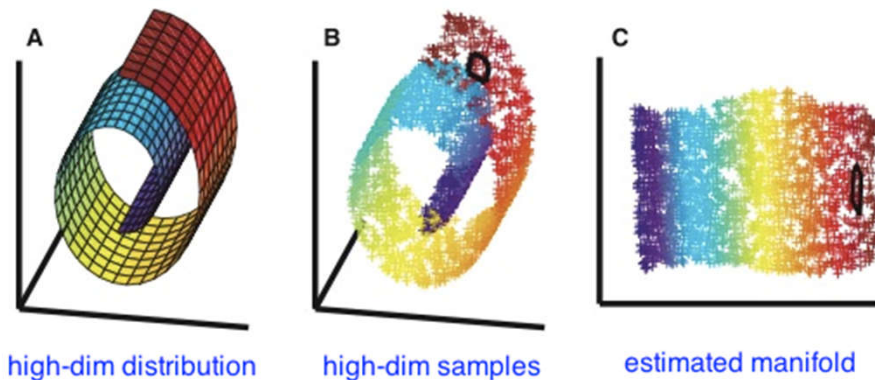 A
B
C
high-dim distribution
high-dim samples
estimated manifold